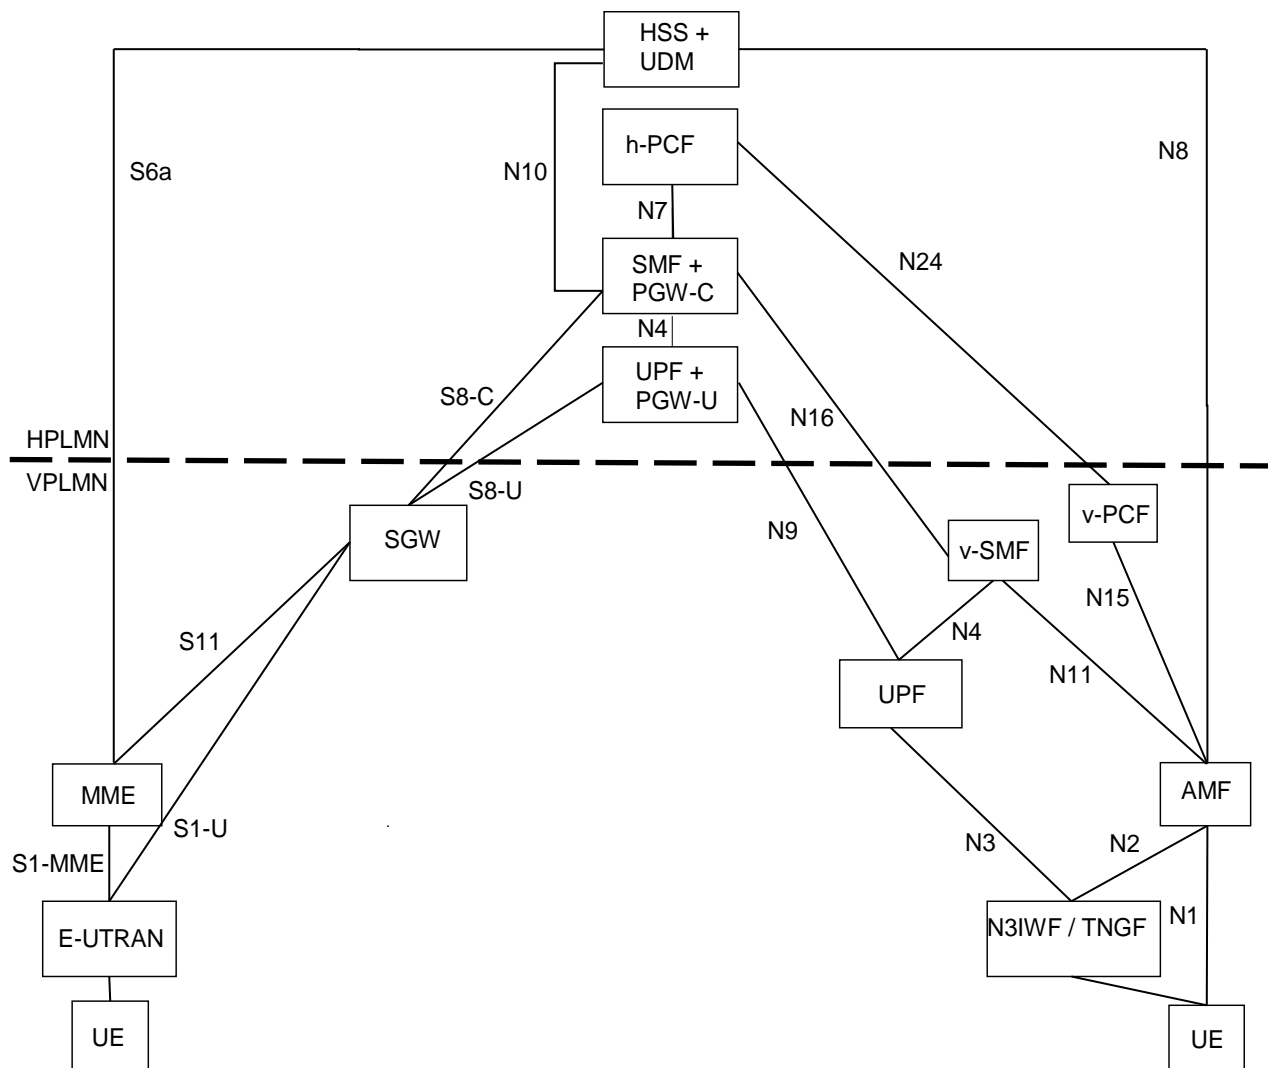 HSS +
UDM
h-PCF
S6a
N10
N8
N7
SMF +
PGW-C
N24
N4
UPF +
PGW-U
S8-C
N16
HPLMN
VPLMN
S8-U
v-PCF
SGW
N9
v-SMF
N15
S11
N4
N11
UPF
MME
AMF
S1-U
S1-MME
N3
N2
N1
E-UTRAN
N3IWF / TNGF
UE
UE